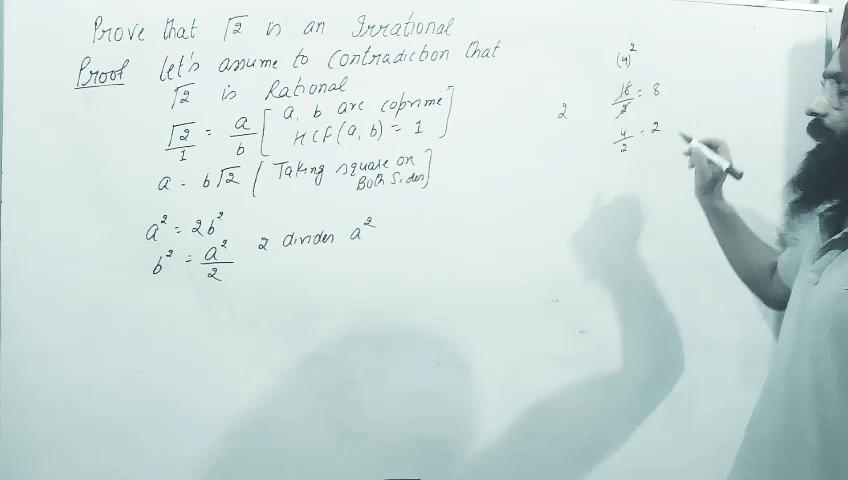 Prove that √2 is an Irrational
Proof Let's assume to contradiction that
√2 is Rational
√2/1 = a/b [a, b are coprime
HCF(a, b) = 1]
a = b√2 [Taking square on
Both Sides]
a² = 2b²
b² = a²/2 2 divides a²
2
(4)²
16/2 = 8
4/2 = 2